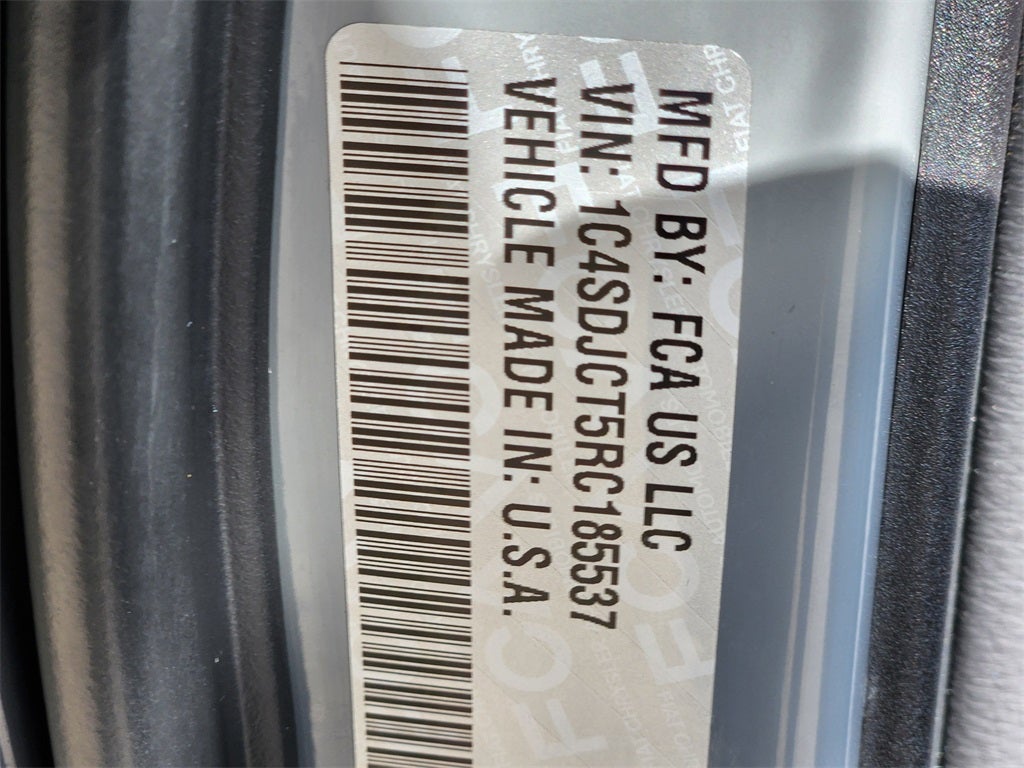 MFD BY: FCA US LLC
VIN: 1C4SDJCT5RC185537
VEHICLE MADE IN: U.S.A.